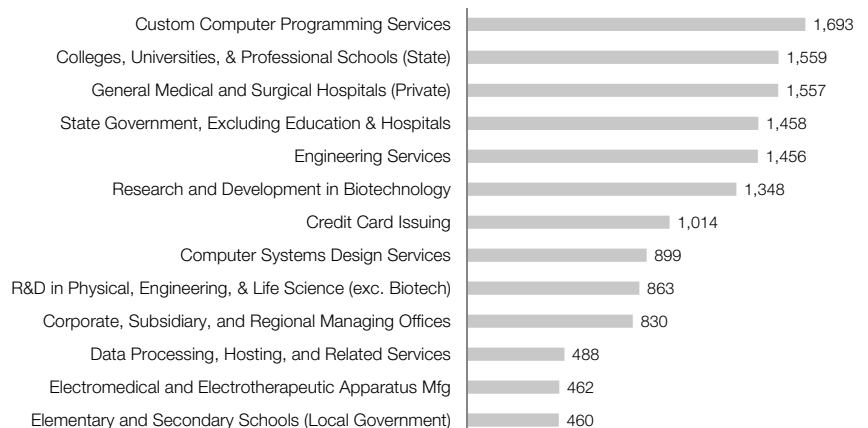 Custom Computer Programming Services 1,693
Colleges, Universities, & Professional Schools (State) 1,559
General Medical and Surgical Hospitals (Private) 1,557
State Government, Excluding Education & Hospitals 1,458
Engineering Services 1,456
Research and Development in Biotechnology 1,348
Credit Card Issuing 1,014
Computer Systems Design Services 899
R&D in Physical, Engineering, & Life Science (exc. Biotech) 863
Corporate, Subsidiary, and Regional Managing Offices 830
Data Processing, Hosting, and Related Services 488
Electromedical and Electrotherapeutic Apparatus Mfg 462
Elementary and Secondary Schools (Local Government) 460